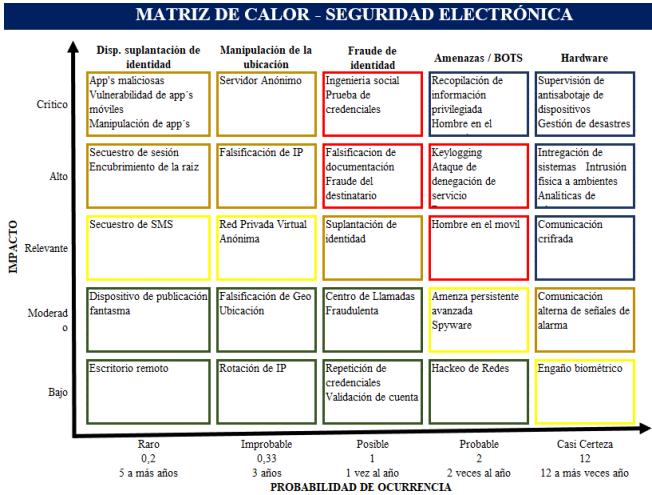 MATRIZ DE CALOR - SEGURIDAD ELECTRÓNICA
Disp. suplantación de
identidad
Manipulación de la
ubicación
Fraude de
identidad
Amenazas / BOTS
Hardware
IMPACTO
Crítico
App's maliciosas
Vulnerabilidad de app´s
móviles
Manipulación de app´s
Servidor Anónimo
Ingeniería social
Prueba de
credenciales
Recopilación de
información
privilegiada
Hombre en el
Supervisión de
antisabotaje de
dispositivos
Gestión de desastres
Alto
Secuestro de sesión
Encubrimiento de la raiz
Falsificación de IP
Falsificacion de
documentación
Fraude del
destinatario
Keylogging
Ataque de
denegación de
servicio
Intregación de
sistemas   Intrusión
física a ambientes
Analíticas de
Relevante
Secuestro de SMS
Red Privada Virtual
Anónima
Suplantación de
identidad
Hombre en el movil
Comunicación
crifrada
Moderad
o
Dispositivo de publicación
fantasma
Falsificación de Geo
Ubicación
Centro de Llamadas
Fraudulenta
Amenza persistente
avanzada
Spyware
Comunicación
alterna de señales de
alarma
Bajo
Escritorio remoto
Rotación de IP
Repetición de
credenciales
Validación de cuenta
Hackeo de Redes
Engaño biométrico
Raro
0,2
5 a más años
Improbable
0,33
3 años
Posible
1
1 vez al año
Probable
2
2 veces al año
Casi Certeza
12
12 a más veces año
PROBABILIDAD DE OCURRENCIA